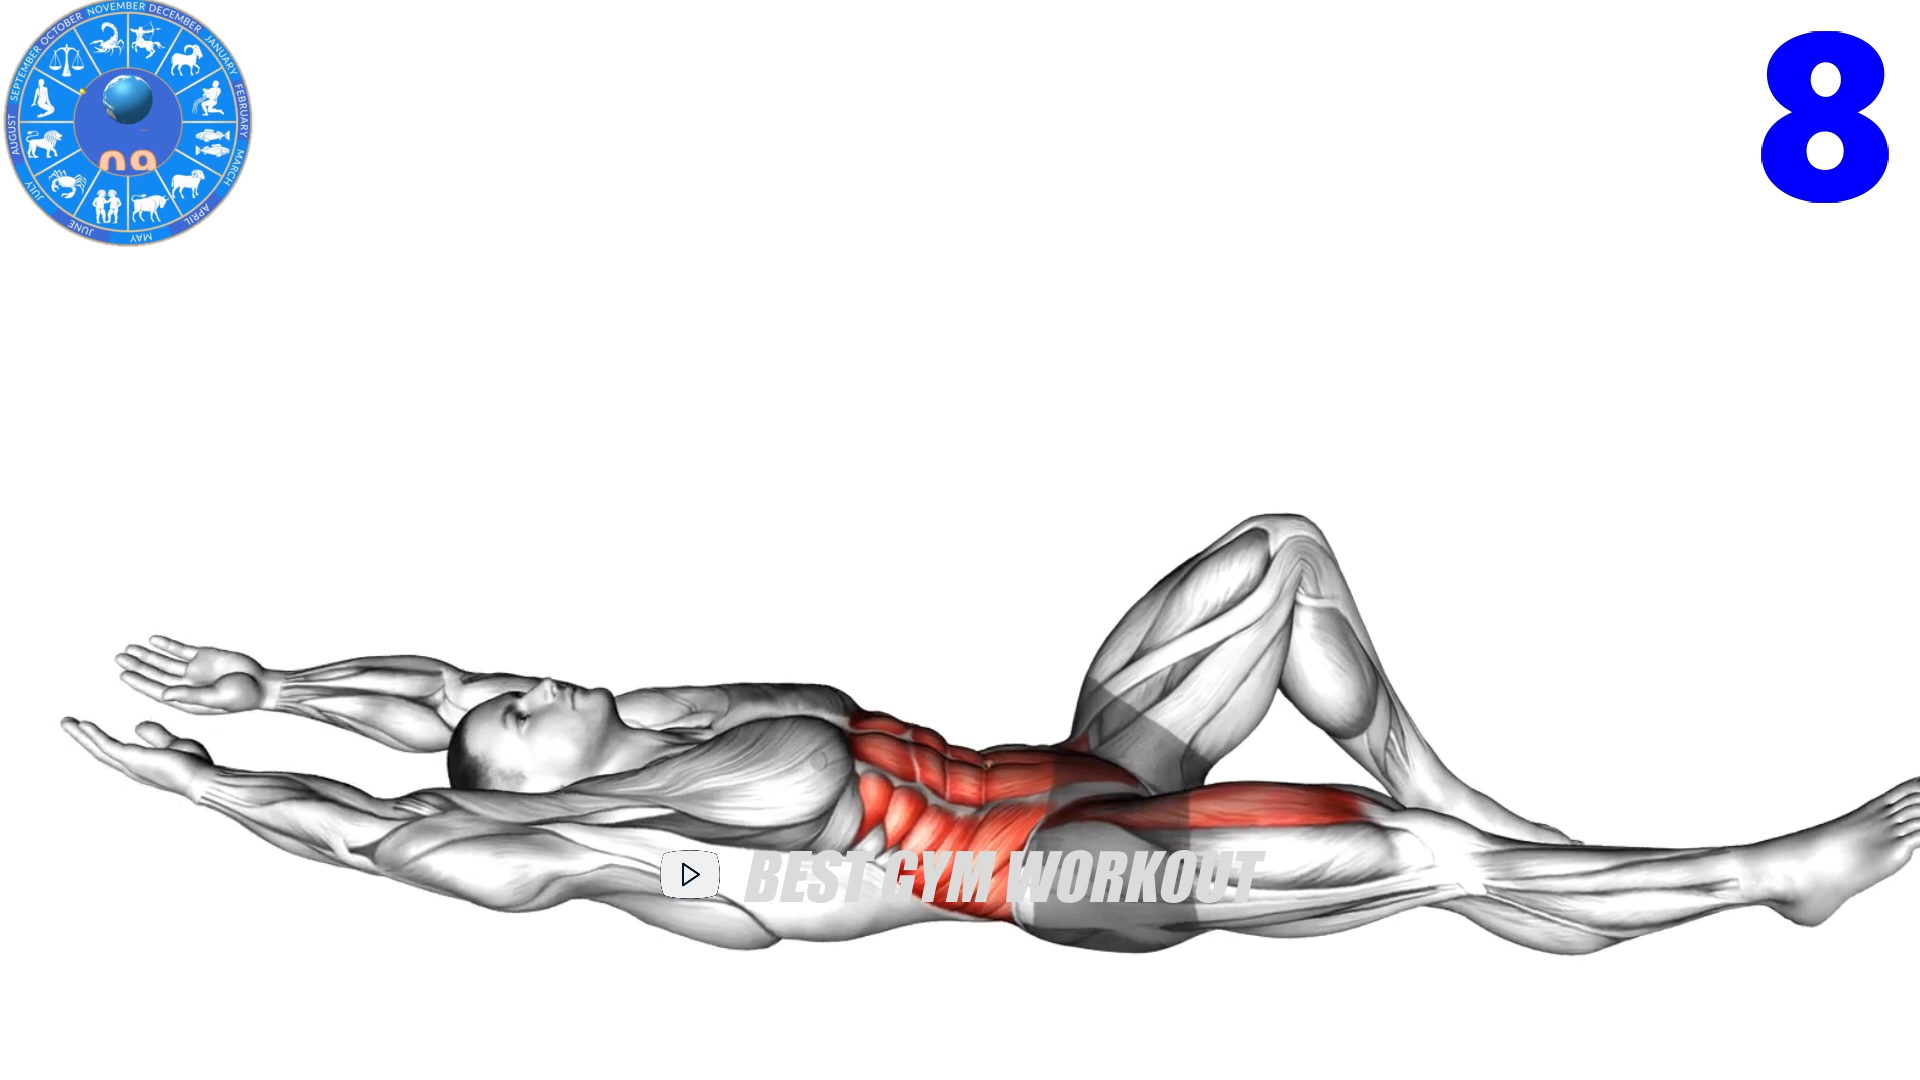 SEPTEMBER OCTOBER NOVEMBER DECEMBER JANUARY FEBRUARY MARCH APRIL MAY JUNE JULY AUGUST
8
BEST GYM WORKOUT